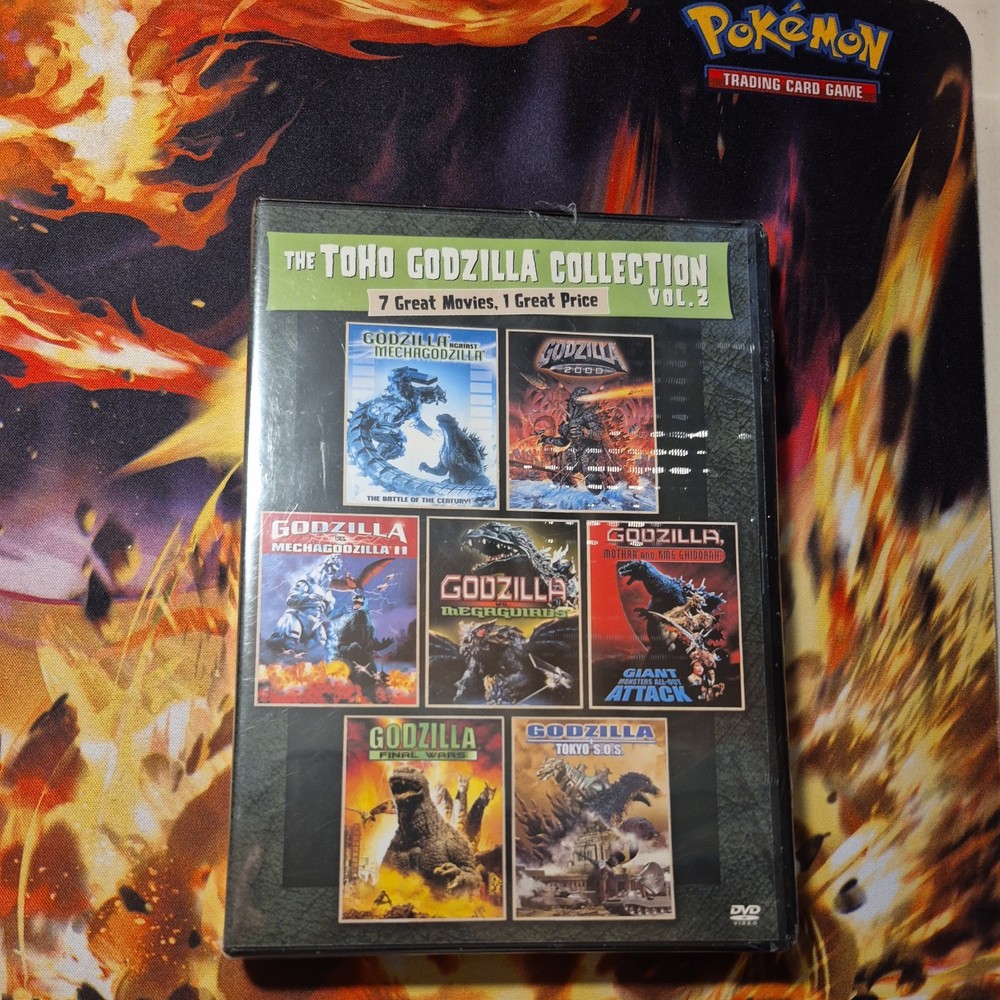 POKéMON
TRADING CARD GAME
THE TOHO GODZILLA® COLLECTION
VOL. 2
7 Great Movies, 1 Great Price
GODZILLA AGAINST
MECHAGODZILLA
THE BATTLE OF THE CENTURY!
GODZILLA
2000
GODZILLA
VS.
MECHAGODZILLA II
GODZILLA
MEGAGUIRUS
GODZILLA,
MOTHRA AND KING GHIDORAH:
GIANT
MONSTERS ALL-OUT
ATTACK
GODZILLA
FINAL WARS
GODZILLA
TOKYO S.O.S.
DVD
VIDEO